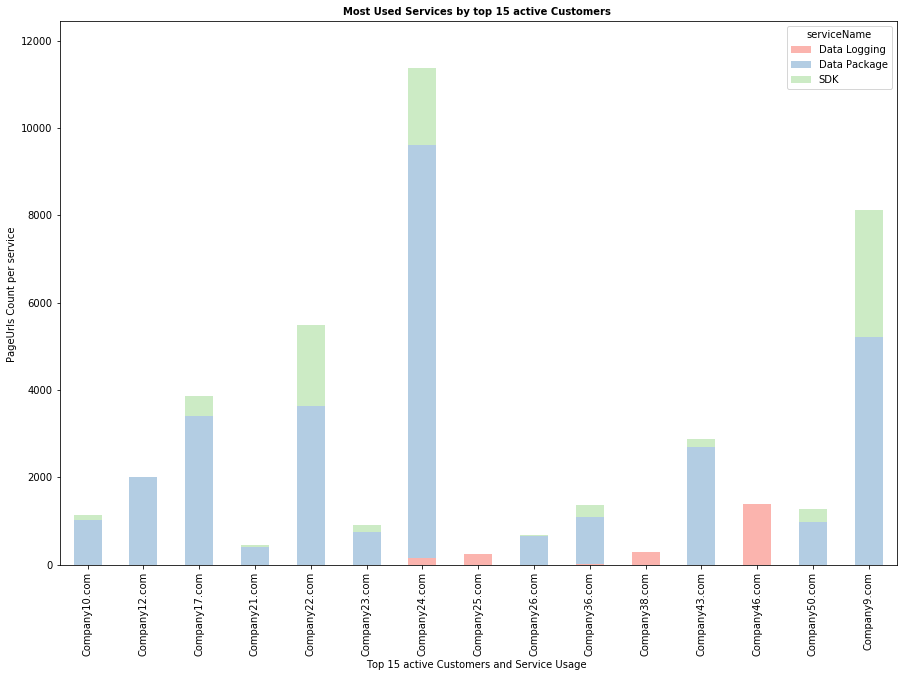 Most Used Services by top 15 active Customers
serviceName
Data Logging
Data Package
SDK
12000
10000
8000
6000
4000
2000
0
PageUrls Count per service
Company10.com
Company12.com
Company17.com
Company21.com
Company22.com
Company23.com
Company24.com
Company25.com
Company26.com
Company36.com
Company38.com
Company43.com
Company46.com
Company50.com
Company9.com
Top 15 active Customers and Service Usage